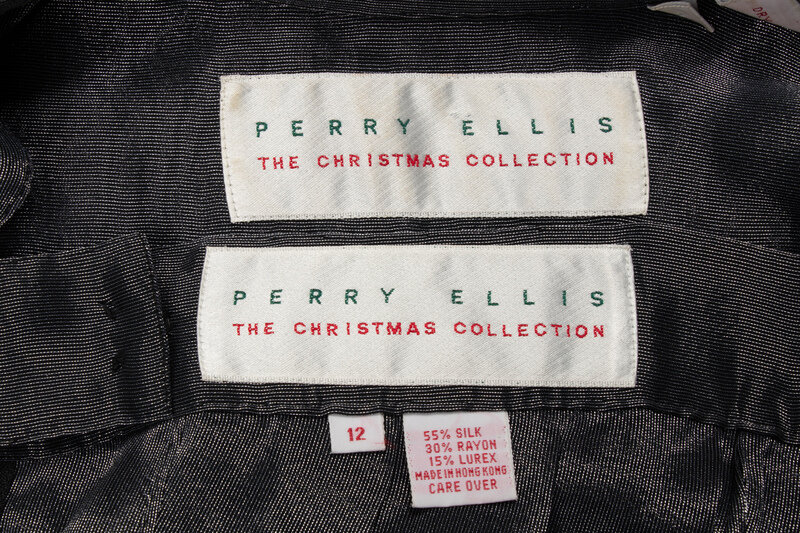 PERRY ELLIS
THE CHRISTMAS COLLECTION
PERRY ELLIS
THE CHRISTMAS COLLECTION
12
55% SILK
30% RAYON
15% LUREX
MADE IN HONG KONG
CARE OVER